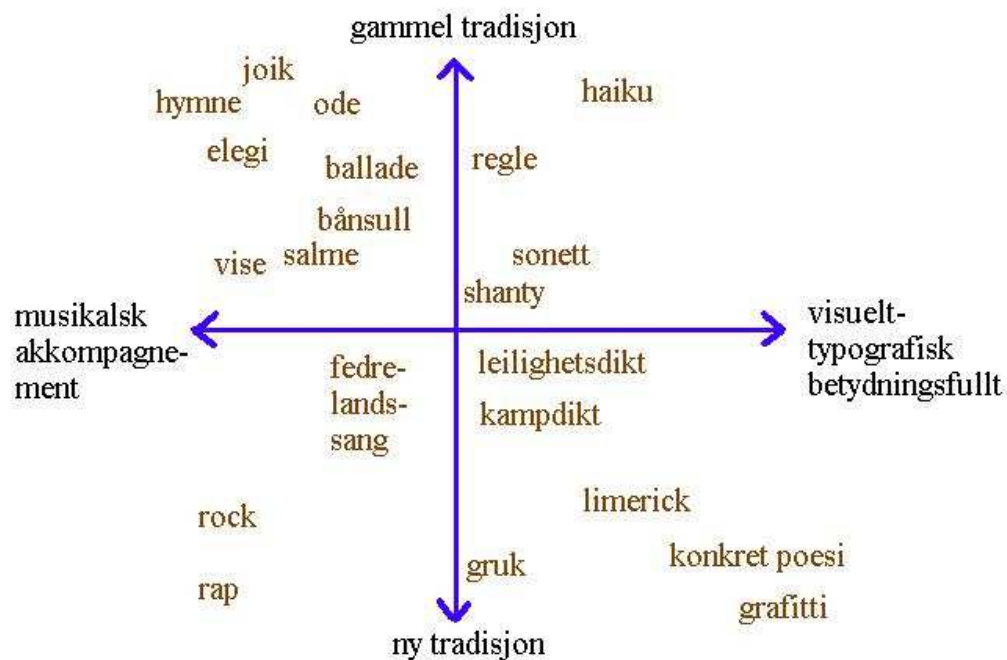 gammel tradisjon
joik
haiku
hymne
ode
elegi
ballade
regle
bånsull
vise
salme
sonett
shanty
musikalsk
akkompagne-
ment
visuelt-
typografisk
betydningsfullt
fedre-
lands-
sang
leilighetsdikt
kampdikt
limerick
rock
konkret poesi
gruk
rap
grafitti
ny tradisjon